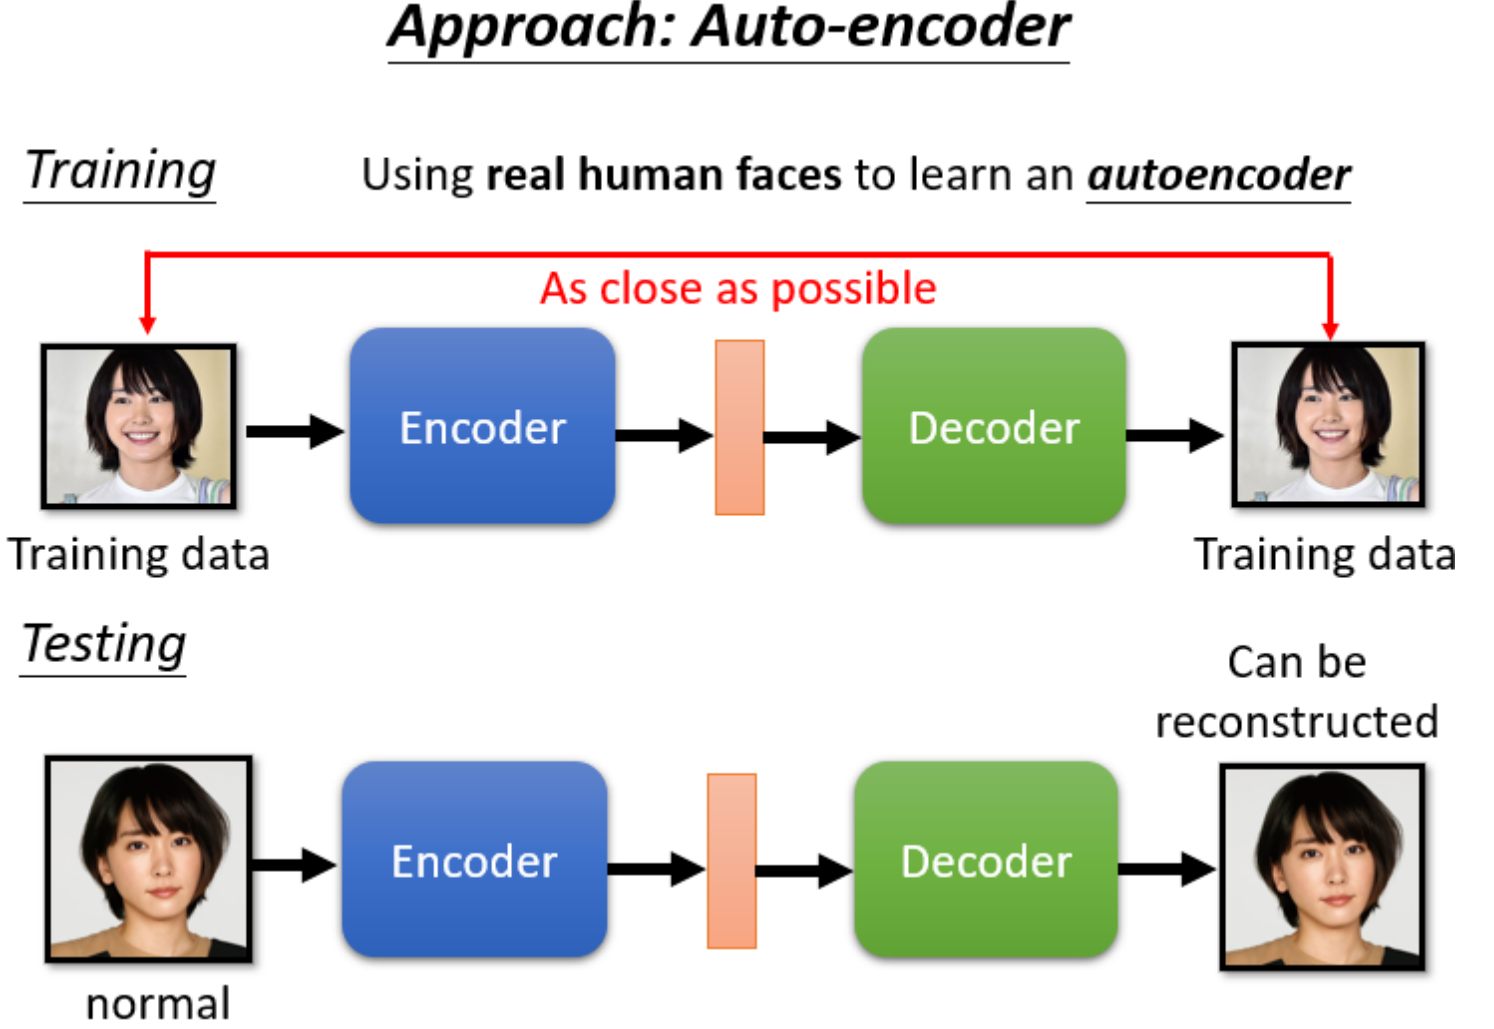 Approach: Auto-encoder
Training
Using real human faces to learn an autoencoder
As close as possible
Encoder
Decoder
Training data
Training data
Testing
Can be
reconstructed
Encoder
Decoder
normal